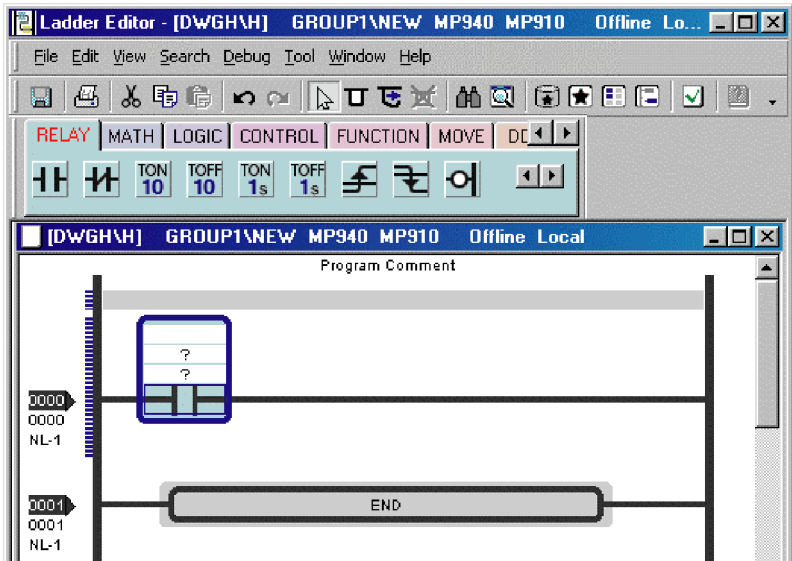 Ladder Editor - [DWGH\H] GROUP1\NEW MP940 MP910 Offline Lo...
File Edit View Search Debug Tool Window Help
RELAY MATH LOGIC CONTROL FUNCTION MOVE
TON 10 TOFF 10 TON 1s TOFF 1s
[DWGH\H] GROUP1\NEW MP940 MP910 Offline Local
Program Comment
?
?
0000
0000
NL-1
0001
END
0001
NL-1